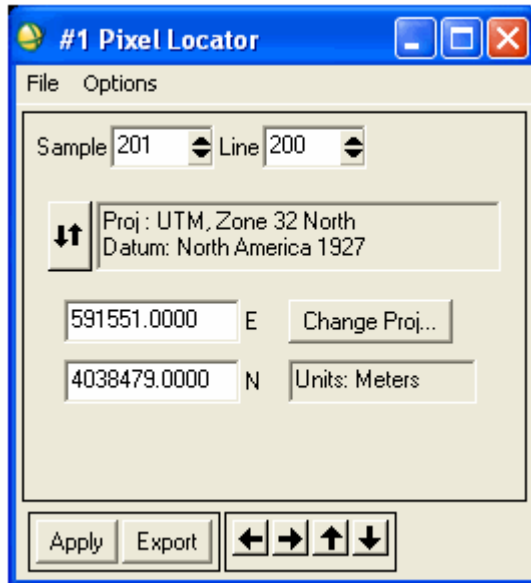 #1 Pixel Locator
File Options
Sample 201 Line 200
Proj : UTM, Zone 32 North
Datum: North America 1927
591551.0000 E Change Proj...
4038479.0000 N Units: Meters
Apply Export